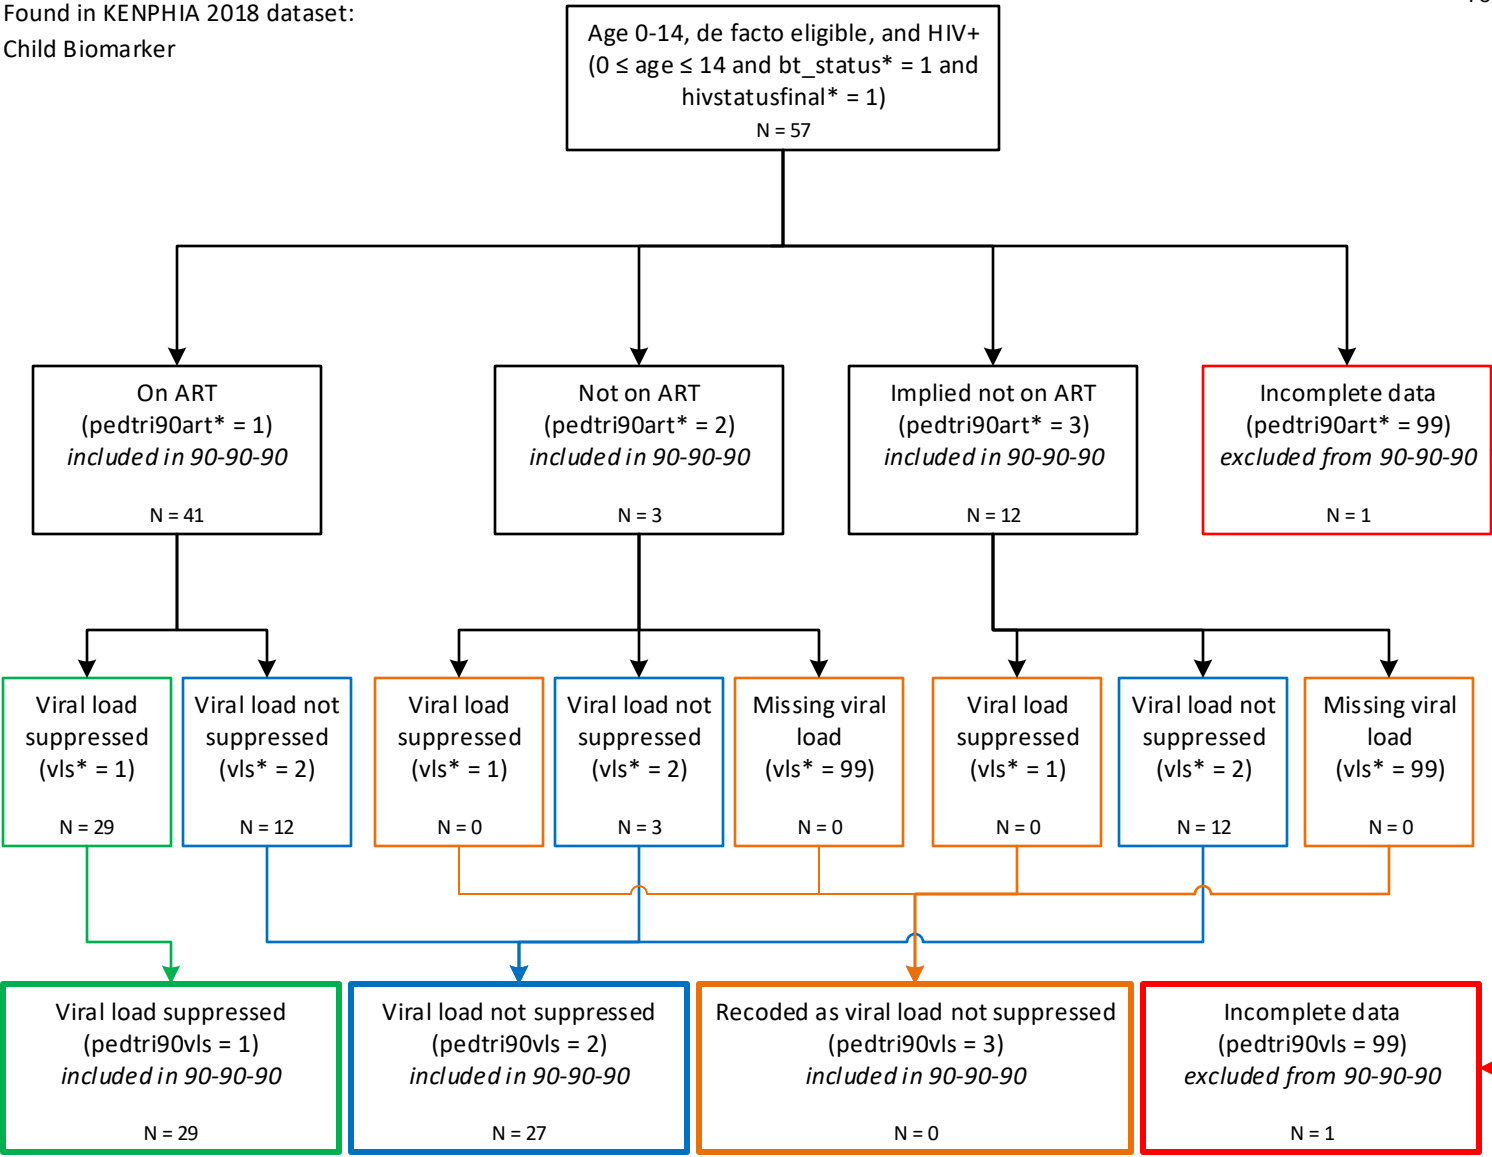 Found in KENPHIA 2018 dataset:
Child Biomarker
Age 0-14, de facto eligible, and HIV+
(0 ≤ age ≤ 14 and bt_status* = 1 and
hivstatusfinal* = 1)
N = 57
On ART
(pedtri90art* = 1)
included in 90-90-90
N = 41
Not on ART
(pedtri90art* = 2)
included in 90-90-90
N = 3
Implied not on ART
(pedtri90art* = 3)
included in 90-90-90
N = 12
Incomplete data
(pedtri90art* = 99)
excluded from 90-90-90
N = 1
Viral load
suppressed
(vls* = 1)
N = 29
Viral load not
suppressed
(vls* = 2)
N = 12
Viral load
suppressed
(vls* = 1)
N = 0
Viral load not
suppressed
(vls* = 2)
N = 3
Missing viral
load
(vls* = 99)
N = 0
Viral load
suppressed
(vls* = 1)
N = 0
Viral load not
suppressed
(vls* = 2)
N = 12
Missing viral
load
(vls* = 99)
N = 0
Viral load suppressed
(pedtri90vls = 1)
included in 90-90-90
N = 29
Viral load not suppressed
(pedtri90vls = 2)
included in 90-90-90
N = 27
Recoded as viral load not suppressed
(pedtri90vls = 3)
included in 90-90-90
N = 0
Incomplete data
(pedtri90vls = 99)
excluded from 90-90-90
N = 1